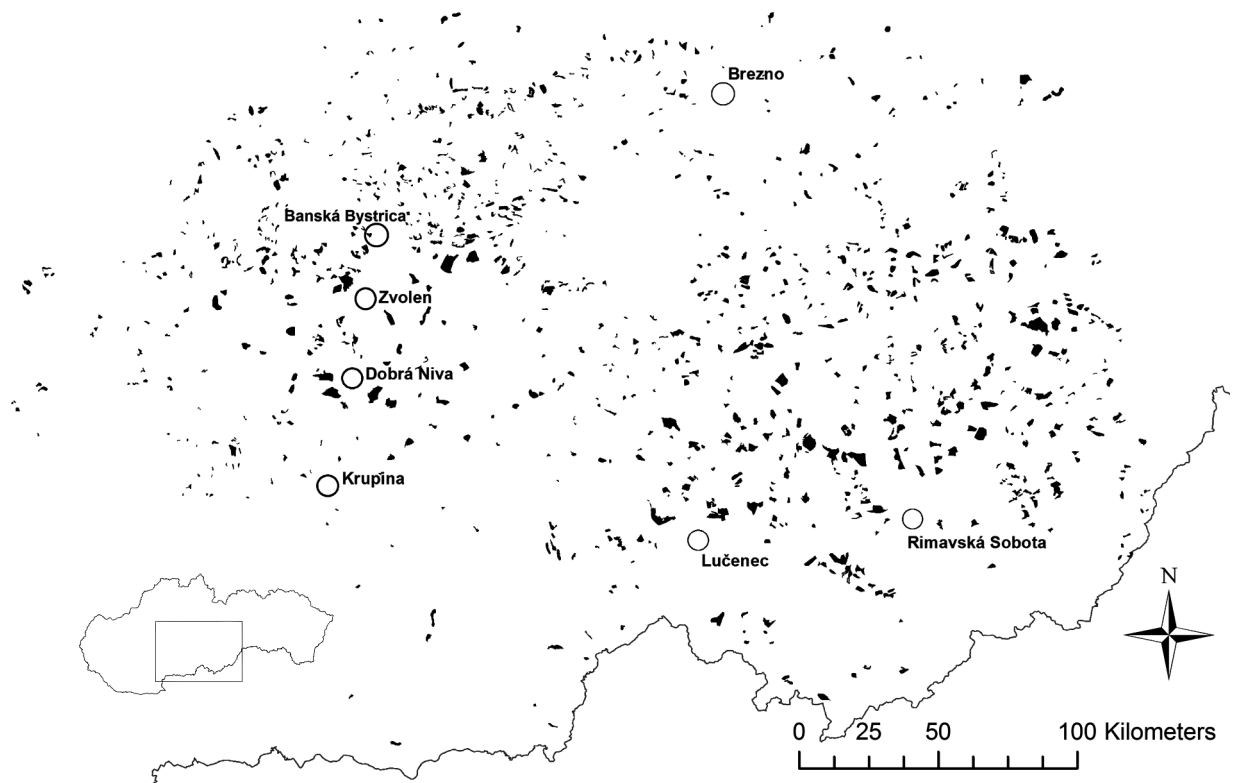 Brezno
Banská Bystrica
Zvolen
Dobrá Niva
Krupina
Rimavská Sobota
Lučenec
N
0 25 50 100 Kilometers